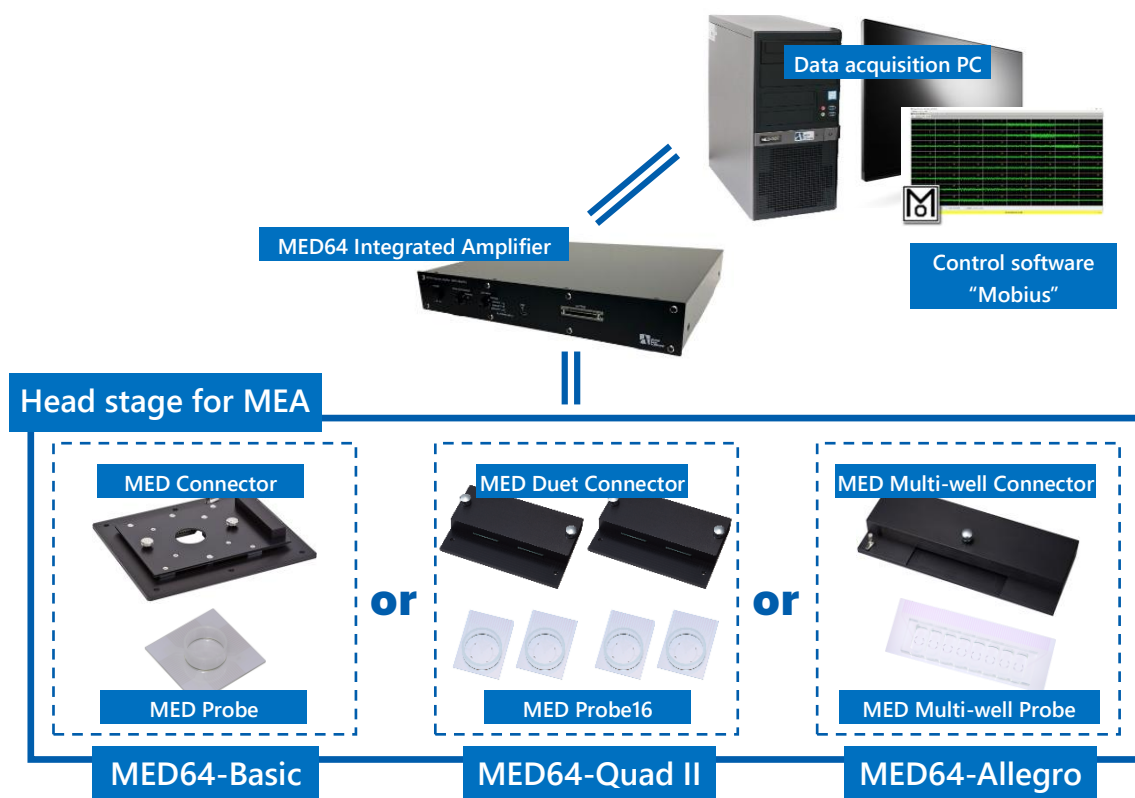 Data acquisition PC
MED64 Integrated Amplifier
Control software
“Mobius”
Head stage for MEA
MED Connector
MED Duet Connector
MED Multi-well Connector
or
or
MED Probe
MED Probe16
MED Multi-well Probe
MED64-Basic
MED64-Quad II
MED64-Allegro